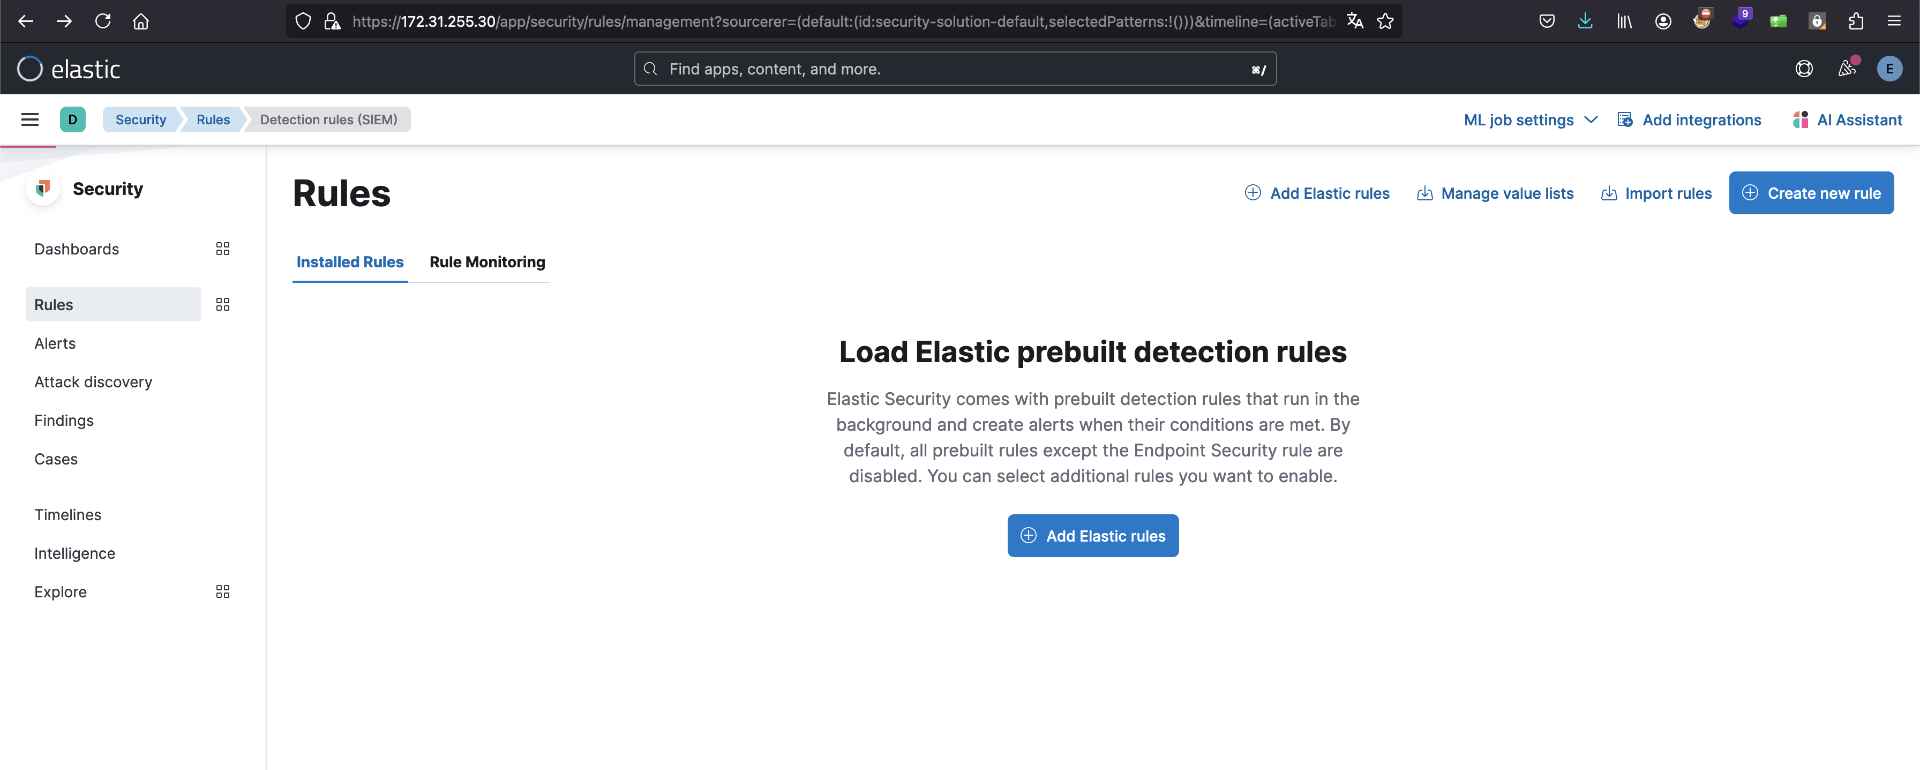 https://172.31.255.30/app/security/rules/management?sourcerer=(default:(id:security-solution-default,selectedPatterns:!()))&timeline=(activeTab
9
elastic
Find apps, content, and more.
⌘/
E
D
Security
Rules
Detection rules (SIEM)
ML job settings
Add integrations
AI Assistant
Security
Dashboards
Rules
Alerts
Attack discovery
Findings
Cases
Timelines
Intelligence
Explore
Rules
Add Elastic rules
Manage value lists
Import rules
Create new rule
Installed Rules
Rule Monitoring
Load Elastic prebuilt detection rules
Elastic Security comes with prebuilt detection rules that run in the
background and create alerts when their conditions are met. By
default, all prebuilt rules except the Endpoint Security rule are
disabled. You can select additional rules you want to enable.
Add Elastic rules